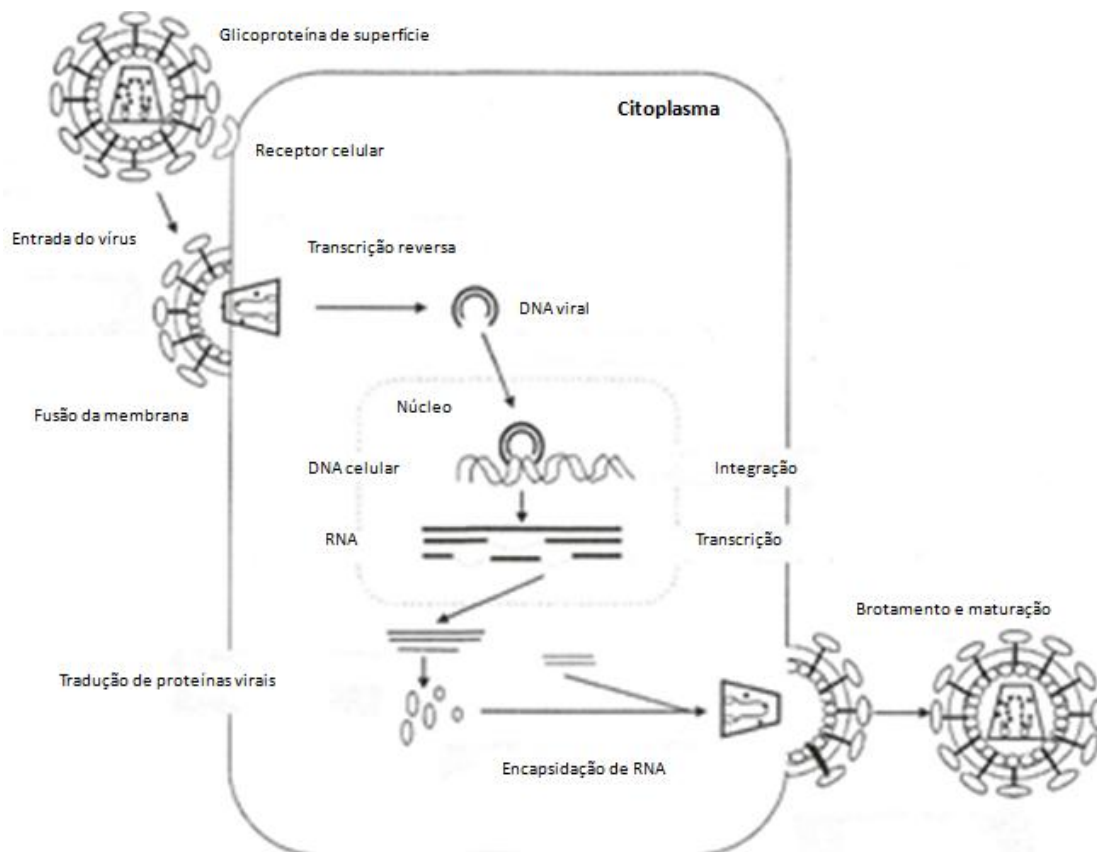 Glicoproteína de superfície
Citoplasma
Receptor celular
Entrada do vírus
Transcrição reversa
DNA viral
Fusão da membrana
Núcleo
DNA celular
Integração
RNA
Transcrição
Brotamento e maturação
Tradução de proteínas virais
Encapsidação de RNA